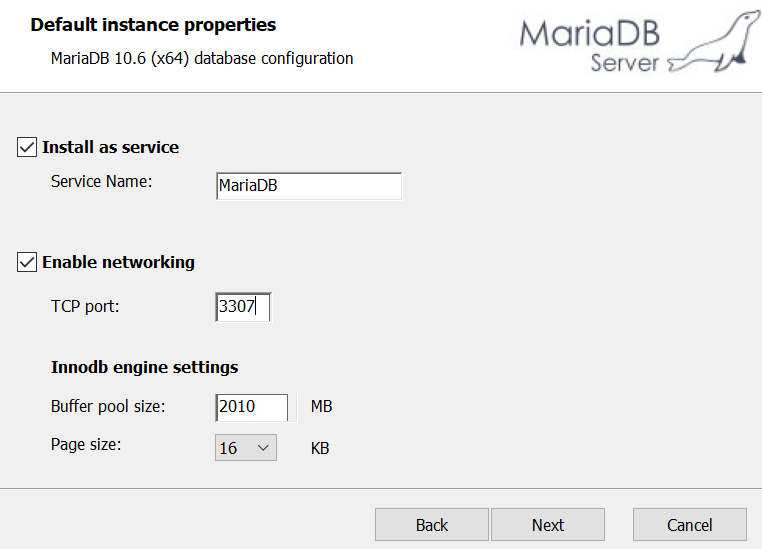 Default instance properties
MariaDB 10.6 (x64) database configuration
MariaDB
Server
Install as service
Service Name: MariaDB
Enable networking
TCP port: 3307
Innodb engine settings
Buffer pool size: 2010 MB
Page size: 16 KB
Back Next Cancel